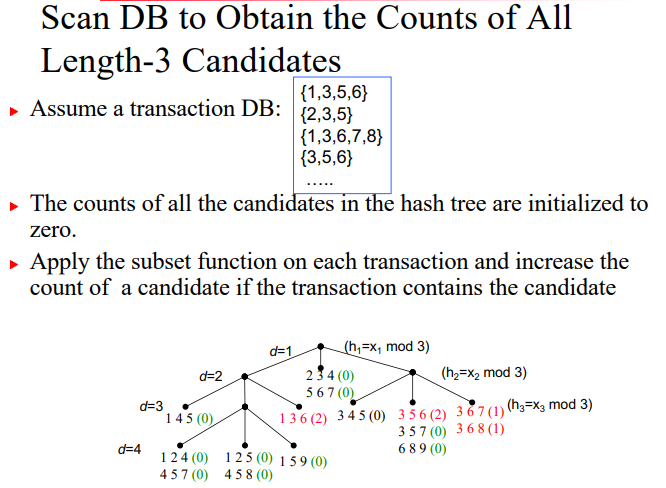 Scan DB to Obtain the Counts of All
Length-3 Candidates
Assume a transaction DB:
{1,3,5,6}
{2,3,5}
{1,3,6,7,8}
{3,5,6}
.....
The counts of all the candidates in the hash tree are initialized to
zero.
Apply the subset function on each transaction and increase the
count of a candidate if the transaction contains the candidate
d=1
(h1=x1 mod 3)
d=2
2 3 4 (0)
5 6 7 (0)
(h2=x2 mod 3)
d=3
1 4 5 (0)
1 3 6 (2)
3 4 5 (0)
3 5 6 (2)
3 5 7 (0)
6 8 9 (0)
3 6 7 (1)
3 6 8 (1)
(h3=x3 mod 3)
d=4
1 2 4 (0)
4 5 7 (0)
1 2 5 (0)
4 5 8 (0)
1 5 9 (0)